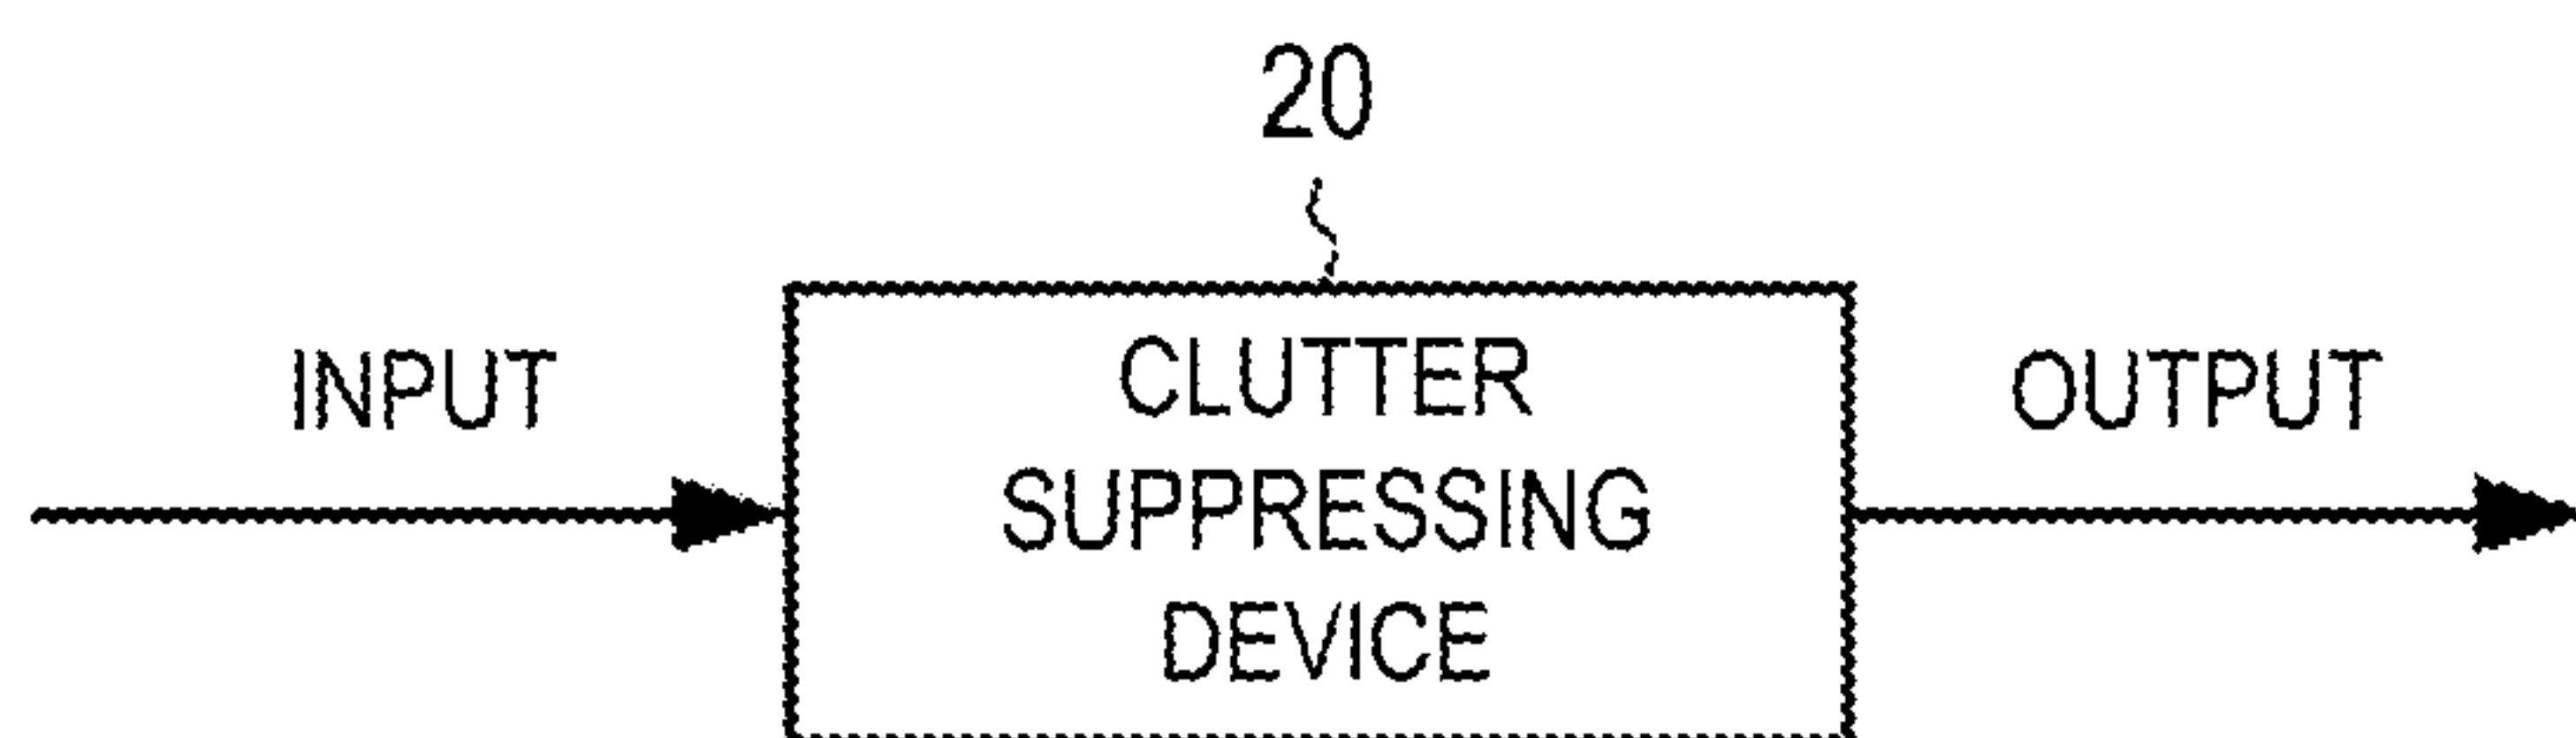 20
INPUT
CLUTTER
SUPPRESSING
DEVICE
OUTPUT